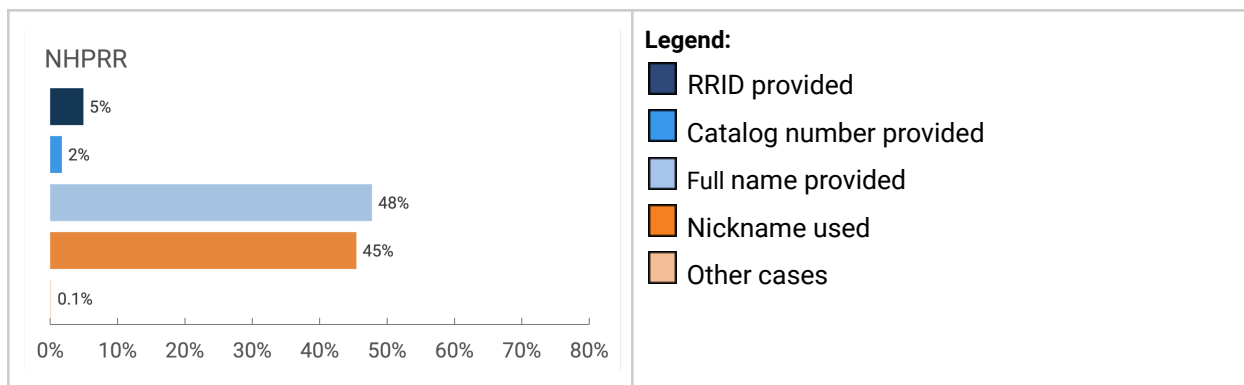 NHPRR
5%
2%
48%
45%
0.1%
0% 10% 20% 30% 40% 50% 60% 70% 80%
Legend:
RRID provided
Catalog number provided
Full name provided
Nickname used
Other cases